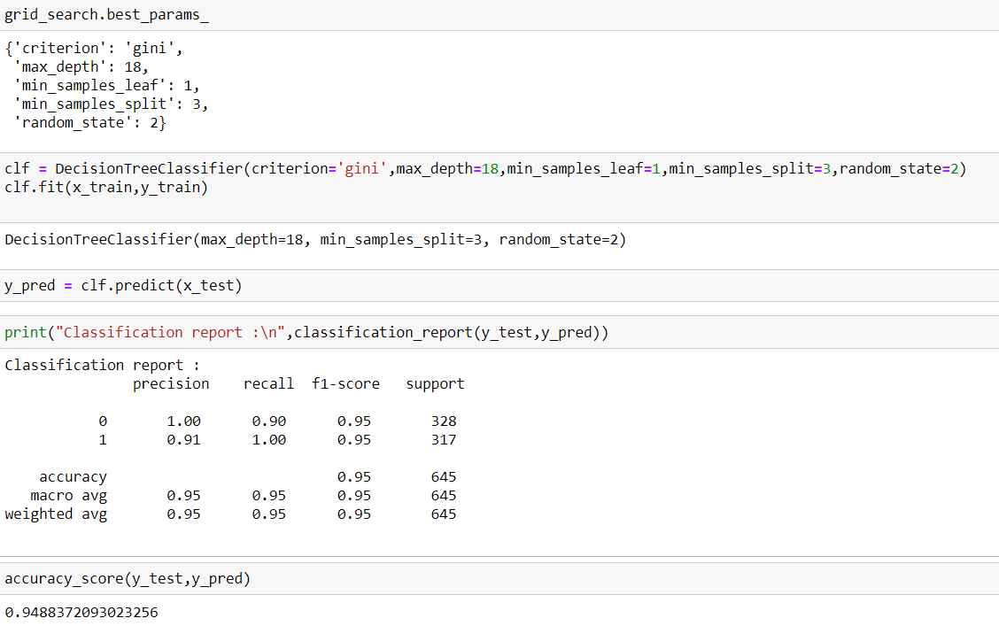 grid_search.best_params_
{'criterion': 'gini',
 'max_depth': 18,
 'min_samples_leaf': 1,
 'min_samples_split': 3,
 'random_state': 2}
clf = DecisionTreeClassifier(criterion='gini',max_depth=18,min_samples_leaf=1,min_samples_split=3,random_state=2)
clf.fit(x_train,y_train)
DecisionTreeClassifier(max_depth=18, min_samples_split=3, random_state=2)
y_pred = clf.predict(x_test)
print("Classification report :\n",classification_report(y_test,y_pred))
Classification report :
               precision    recall  f1-score   support
           0       1.00      0.90      0.95       328
           1       0.91      1.00      0.95       317
    accuracy                           0.95       645
   macro avg       0.95      0.95      0.95       645
weighted avg       0.95      0.95      0.95       645
accuracy_score(y_test,y_pred)
0.9488372093023256